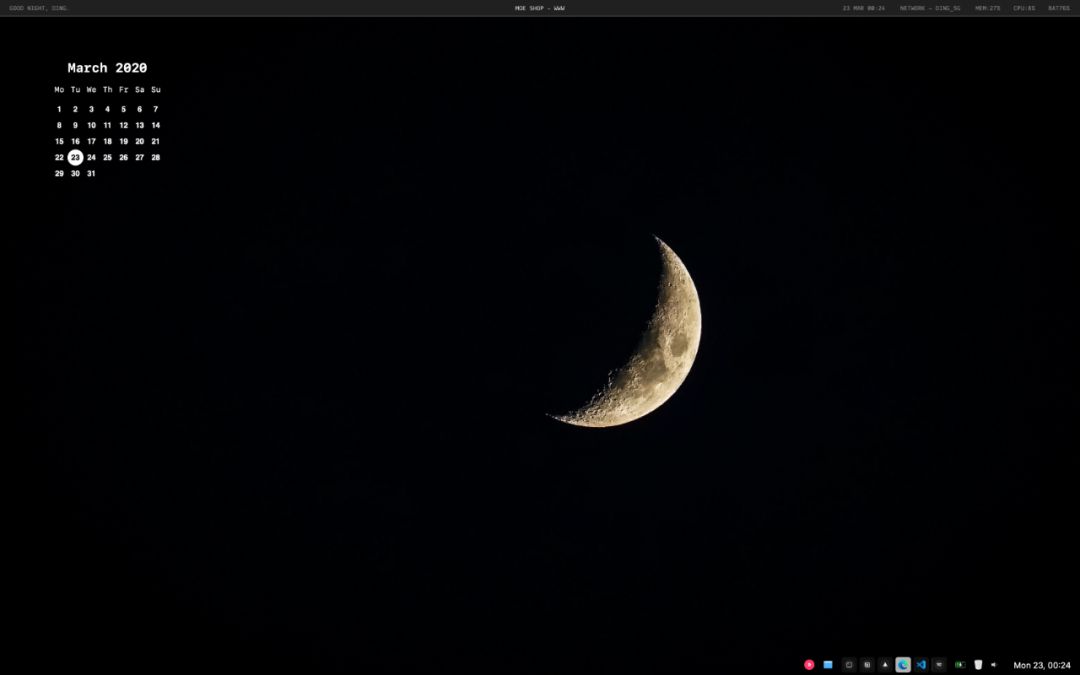 GOOD NIGHT, DING.
MOE SHOP - WWW
23 MAR 00:24
NETWORK - DING_5G
MEM:27%
CPU:8%
BAT76%
March 2020
Mo Tu We Th Fr Sa Su
1 2 3 4 5 6 7
8 9 10 11 12 13 14
15 16 17 18 19 20 21
22 23 24 25 26 27 28
29 30 31
Mon 23, 00:24